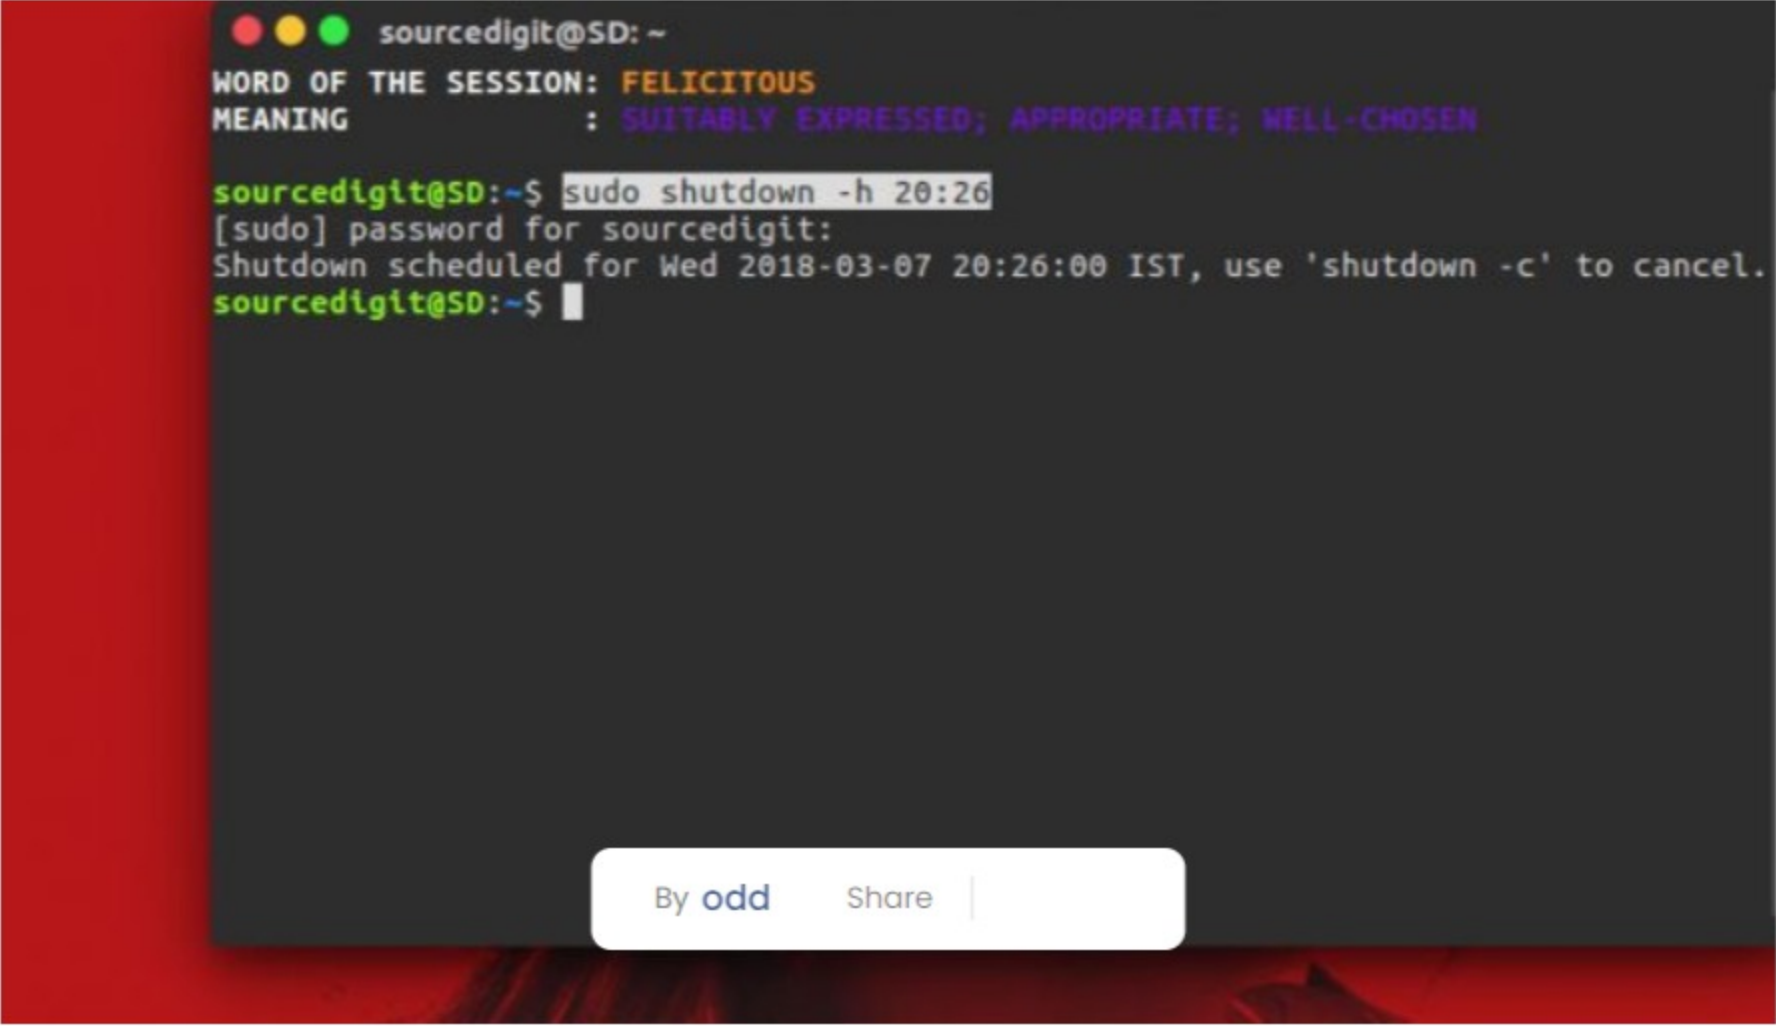 sourcedigit@SD: ~
WORD OF THE SESSION: FELICITOUS
MEANING : SUITABLY EXPRESSED; APPROPRIATE; WELL-CHOSEN
sourcedigit@SD:~$ sudo shutdown -h 20:26
[sudo] password for sourcedigit:
Shutdown scheduled for Wed 2018-03-07 20:26:00 IST, use 'shutdown -c' to cancel.
sourcedigit@SD:~$
By odd Share